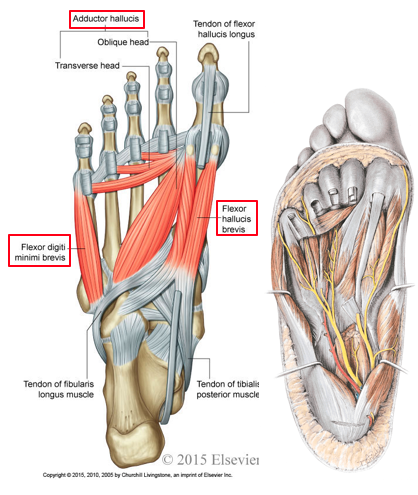 Adductor hallucis
Oblique head
Transverse head
Tendon of flexor
hallucis longus
Flexor
hallucis
brevis
Flexor digiti
minimi brevis
Tendon of fibularis
longus muscle
Tendon of tibialis
posterior muscle
© 2015 Elsevier
Copyright © 2015, 2010, 2005 by Churchill Livingstone, an imprint of Elsevier Inc.